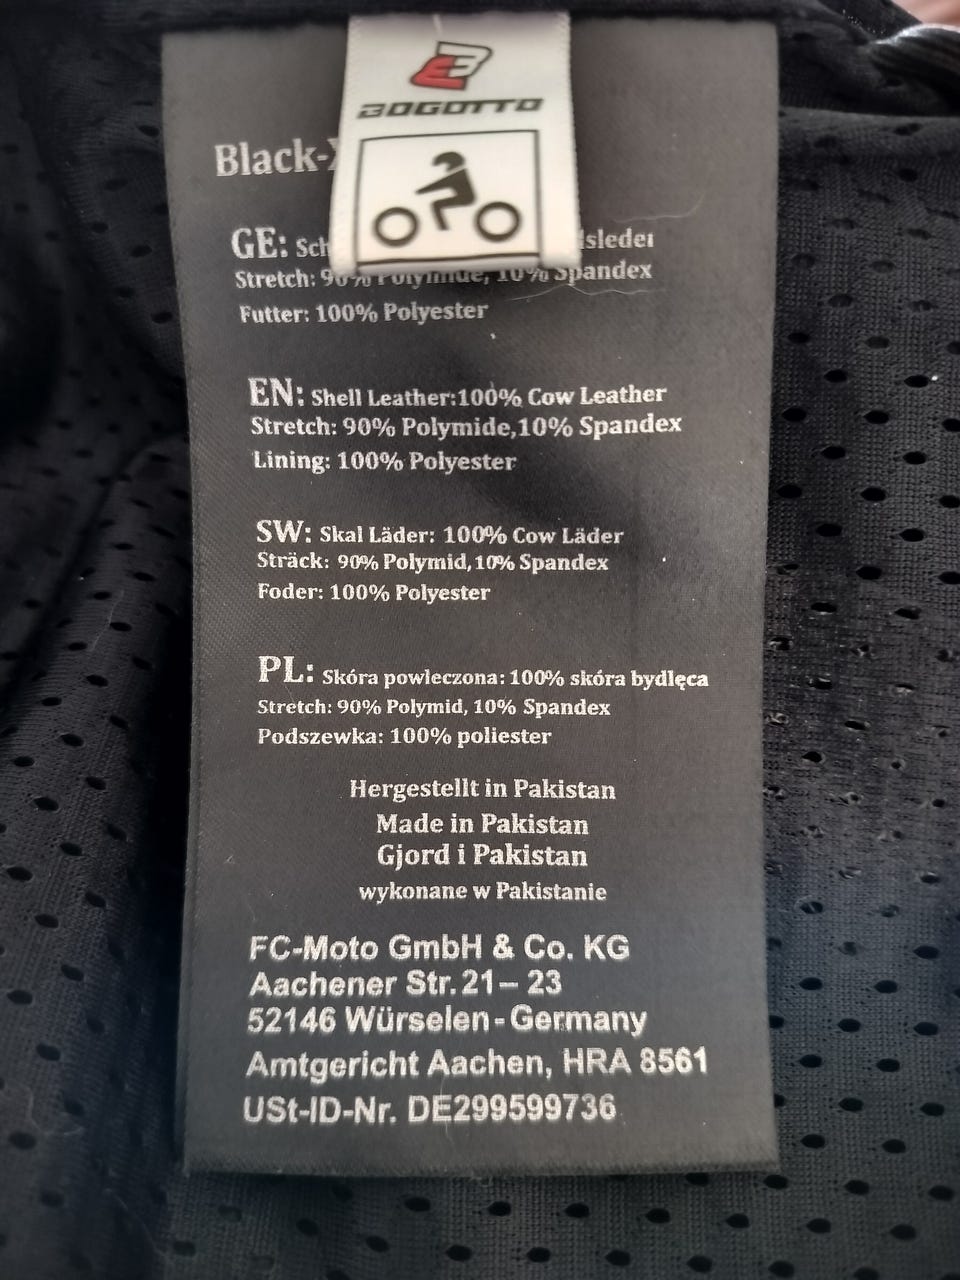 BOGOTTO
Black-X
GE: Sch dsleder
Stretch: 90% Polymide, 10% Spandex
Futter: 100% Polyester
EN: Shell Leather:100% Cow Leather
Stretch: 90% Polymide,10% Spandex
Lining: 100% Polyester
SW: Skal Läder: 100% Cow Läder
Sträck: 90% Polymid,10% Spandex
Foder: 100% Polyester
PL: Skóra powleczona: 100% skóra bydlęca
Stretch: 90% Polymid, 10% Spandex
Podszewka: 100% poliester
Hergestellt in Pakistan
Made in Pakistan
Gjord i Pakistan
wykonane w Pakistanie
FC-Moto GmbH & Co. KG
Aachener Str. 21– 23
52146 Würselen-Germany
Amtgericht Aachen, HRA 8561
USt-ID-Nr. DE299599736